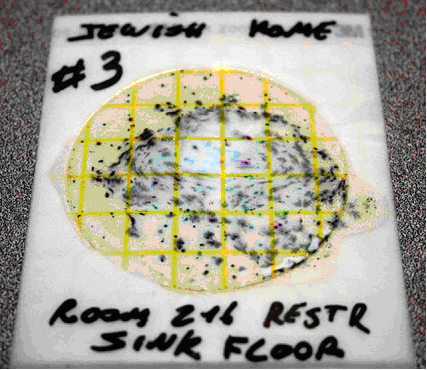 JEWISH HOME
#3
ROOM 216 RESTR
SINK FLOOR